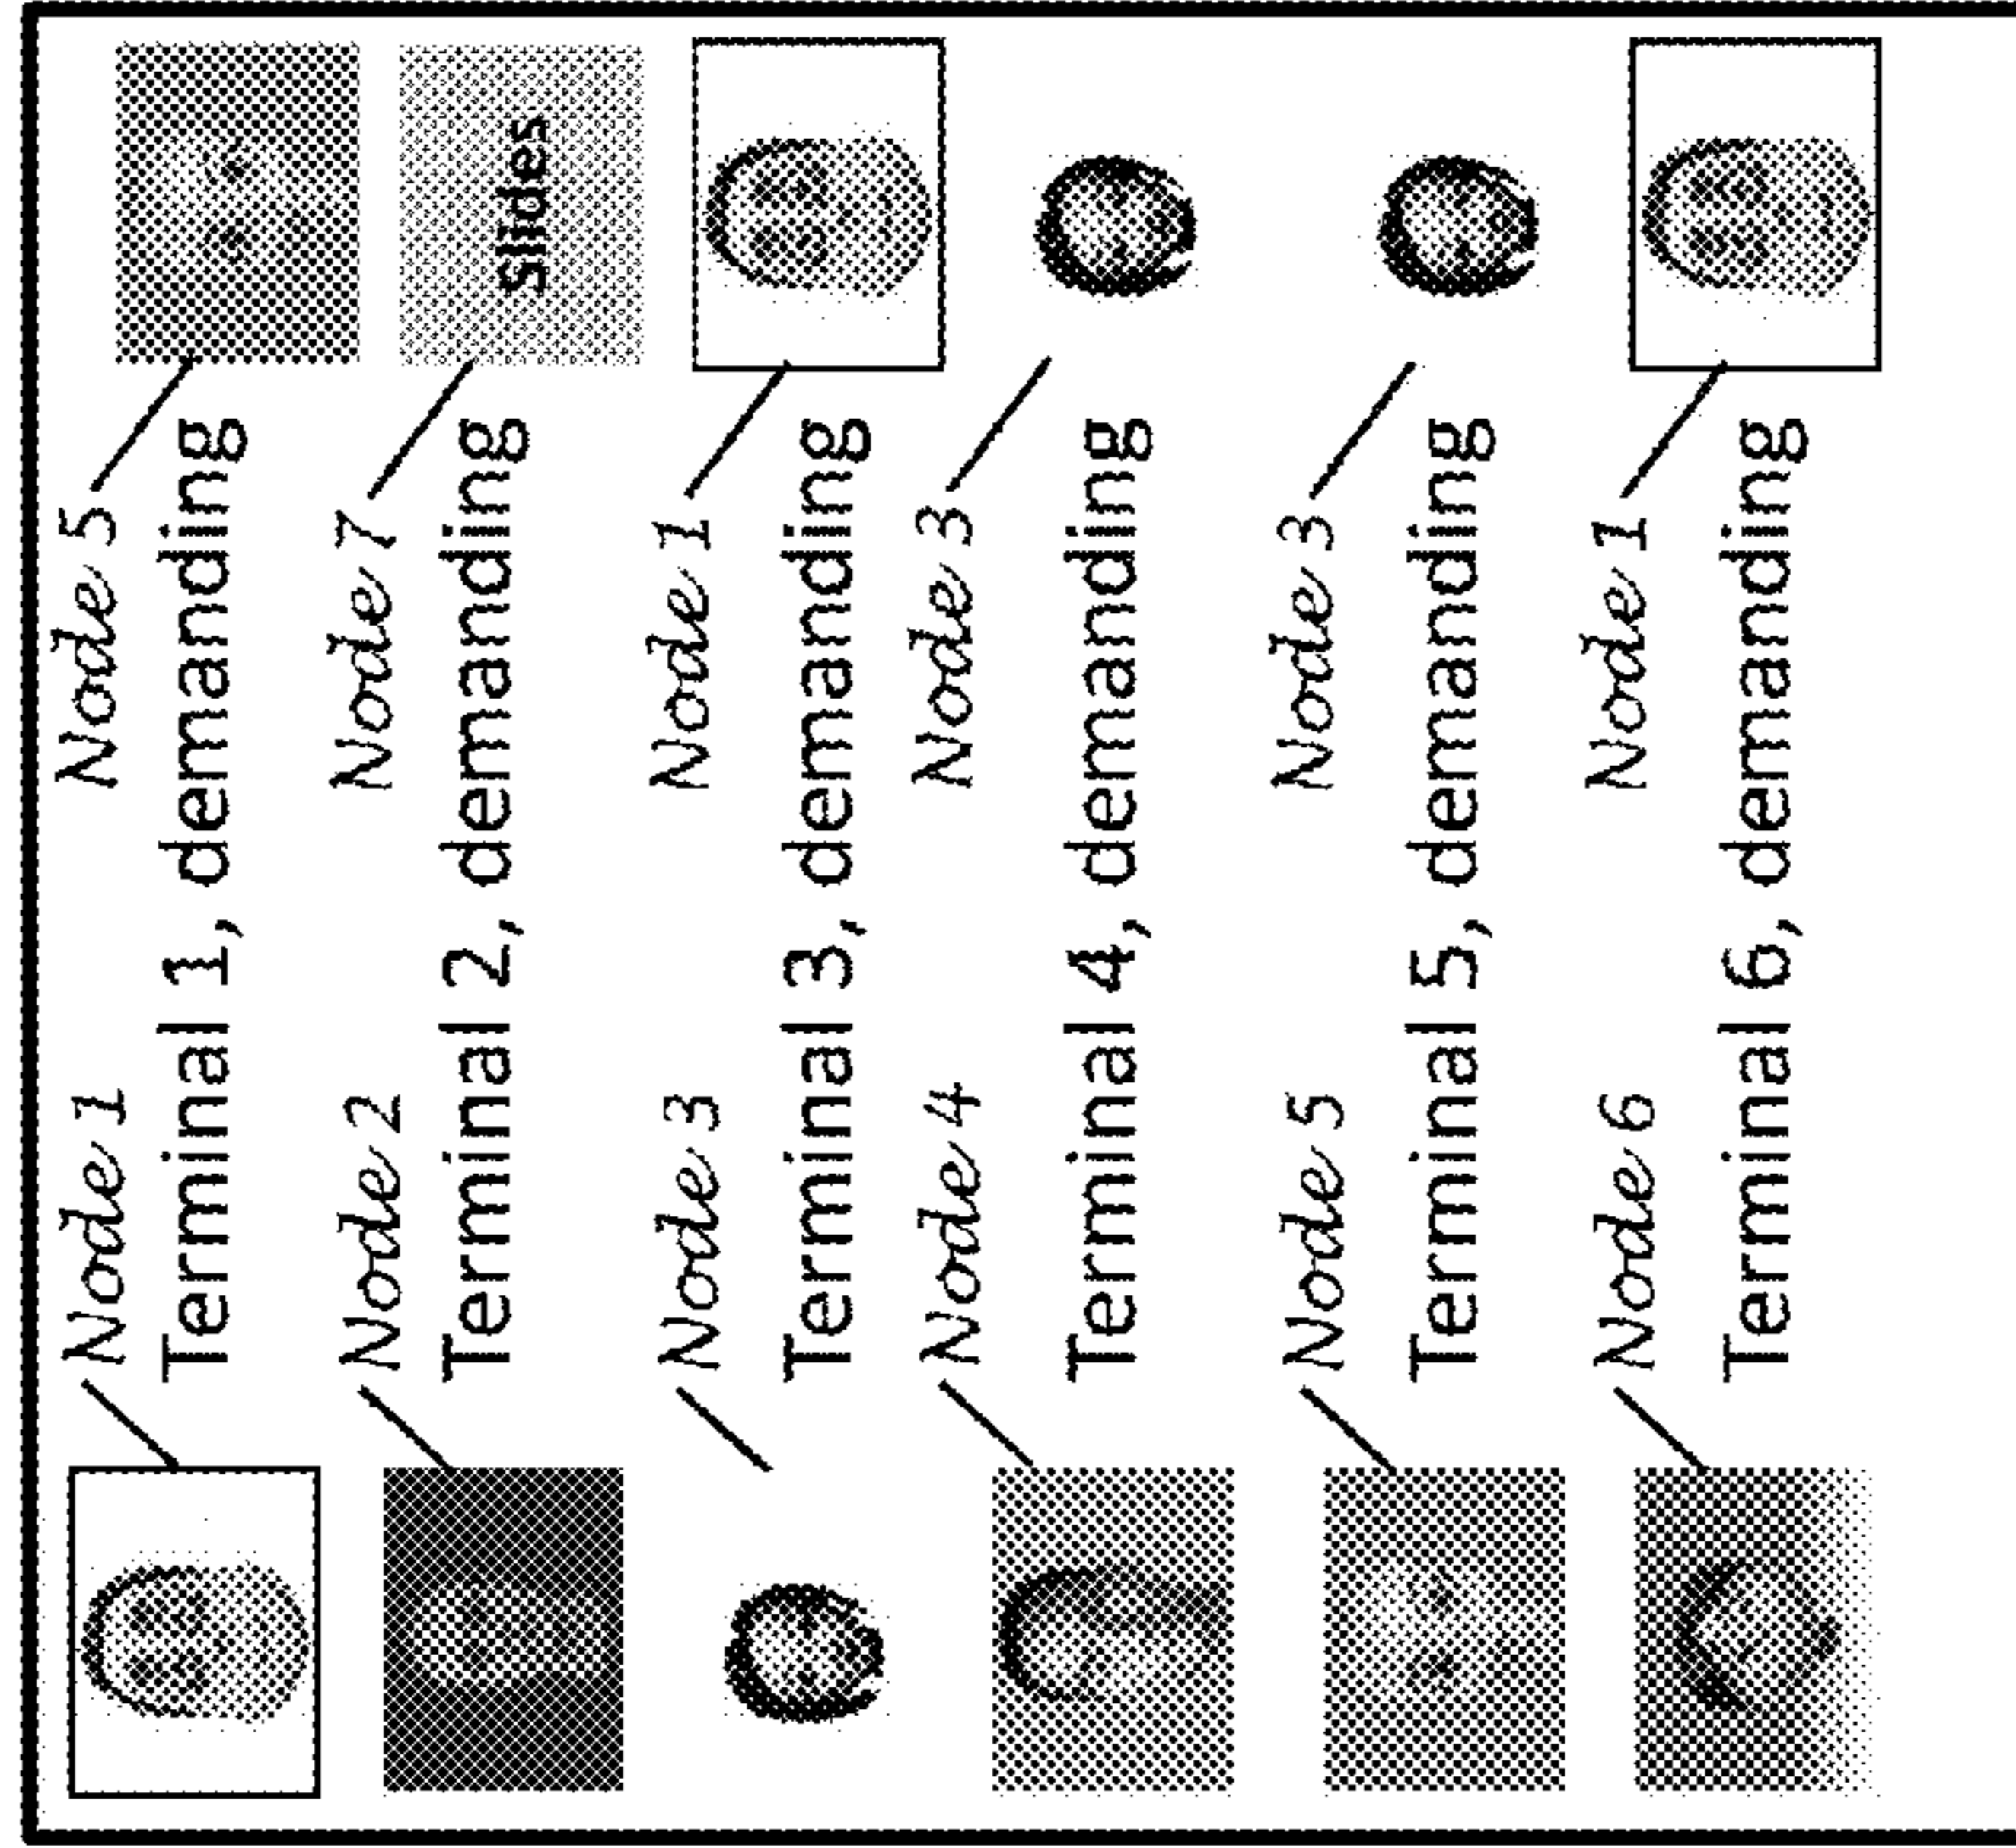 Node 1 Node 5
Terminal 1, demanding
Node 2 Node 7
Slides
Terminal 2, demanding
Node 3 Node 1
Terminal 3, demanding
Node 4 Node 3
Terminal 4, demanding
Node 5 Node 3
Terminal 5, demanding
Node 6 Node 1
Terminal 6, demanding